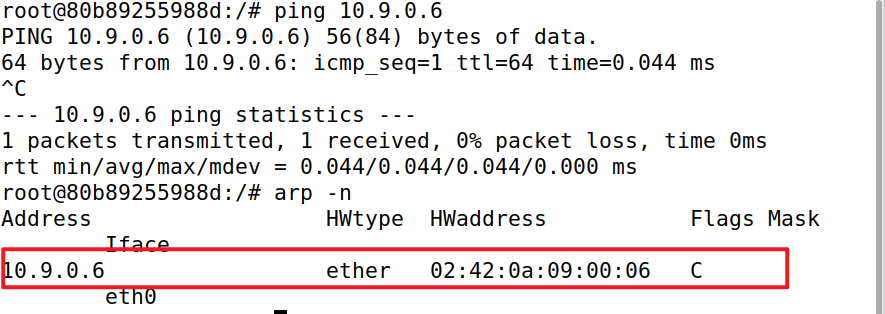 root@80b89255988d:/# ping 10.9.0.6
PING 10.9.0.6 (10.9.0.6) 56(84) bytes of data.
64 bytes from 10.9.0.6: icmp_seq=1 ttl=64 time=0.044 ms
^C
--- 10.9.0.6 ping statistics ---
1 packets transmitted, 1 received, 0% packet loss, time 0ms
rtt min/avg/max/mdev = 0.044/0.044/0.044/0.000 ms
root@80b89255988d:/# arp -n
Address                  HWtype  HWaddress           Flags Mask
        Iface
10.9.0.6                 ether   02:42:0a:09:00:06   C
        eth0